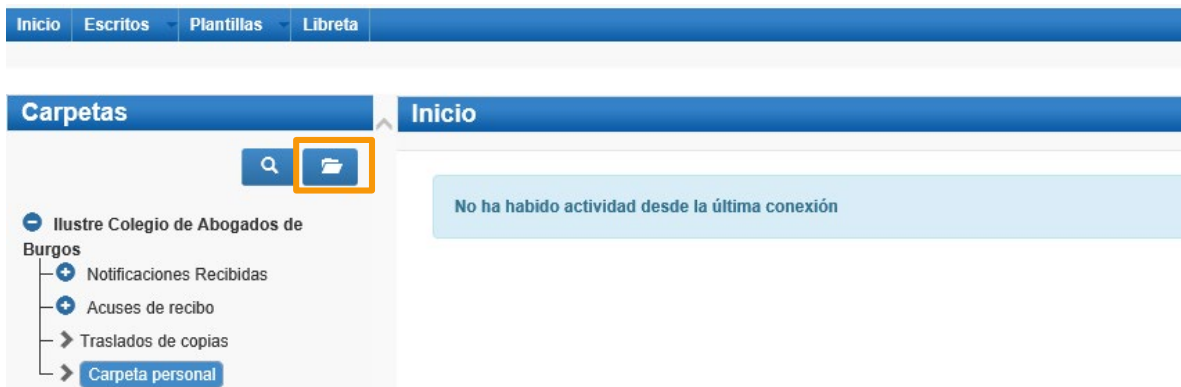 Inicio Escritos Plantillas Libreta
Carpetas
Inicio
No ha habido actividad desde la última conexión
Ilustre Colegio de Abogados de
Burgos
Notificaciones Recibidas
Acuses de recibo
Traslados de copias
Carpeta personal